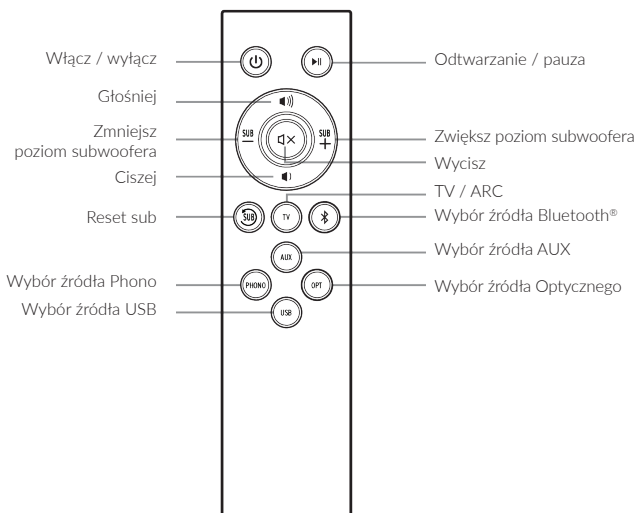 Włącz / wyłącz
Głośniej
Zmniejsz
poziom subwoofera
Ciszej
Reset sub
Wybór źródła Phono
Wybór źródła USB
SUB
SUB
SUB
TV
AUX
PHONO
OPT
USB
Odtwarzanie / pauza
Zwiększ poziom subwoofera
Wycisz
TV / ARC
Wybór źródła Bluetooth®
Wybór źródła AUX
Wybór źródła Optycznego